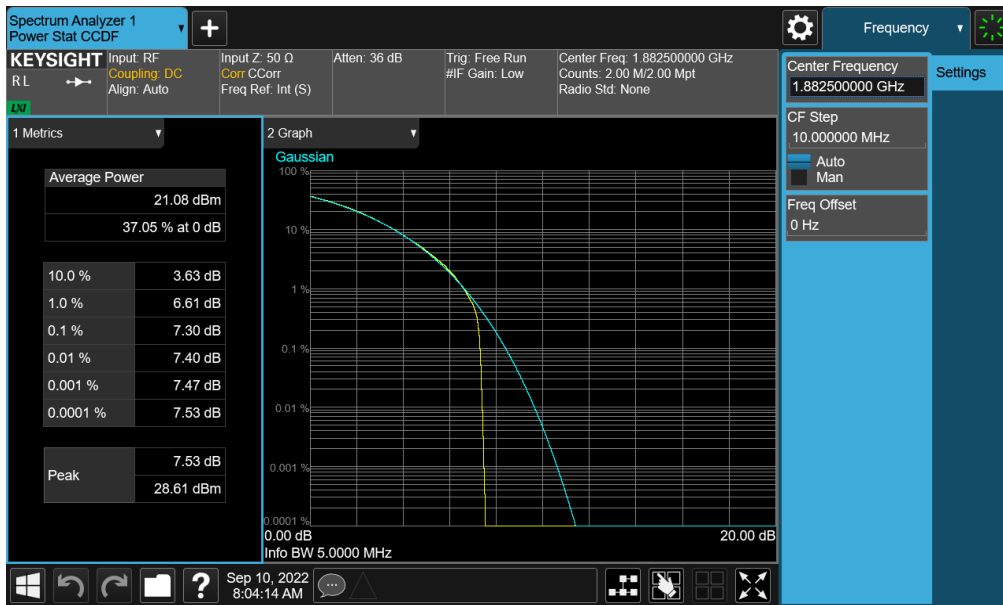 Spectrum Analyzer 1
Power Stat CCDF
Frequency
KEYSIGHT
R L
LXI
Input: RF
Coupling: DC
Align: Auto
Input Z: 50 Ω
Corr CCorr
Freq Ref: Int (S)
Atten: 36 dB
Trig: Free Run
#IF Gain: Low
Center Freq: 1.882500000 GHz
Counts: 2.00 M/2.00 Mpt
Radio Std: None
Center Frequency
1.882500000 GHz
Settings
CF Step
10.000000 MHz
Auto
Man
Freq Offset
0 Hz
1 Metrics
Average Power
21.08 dBm
37.05 % at 0 dB
10.0 % 3.63 dB
1.0 % 6.61 dB
0.1 % 7.30 dB
0.01 % 7.40 dB
0.001 % 7.47 dB
0.0001 % 7.53 dB
Peak
7.53 dB
28.61 dBm
2 Graph
Gaussian
100 %
10 %
1 %
0.1 %
0.01 %
0.001 %
0.0001 %
0.00 dB 20.00 dB
Info BW 5.0000 MHz
?
Sep 10, 2022
8:04:14 AM